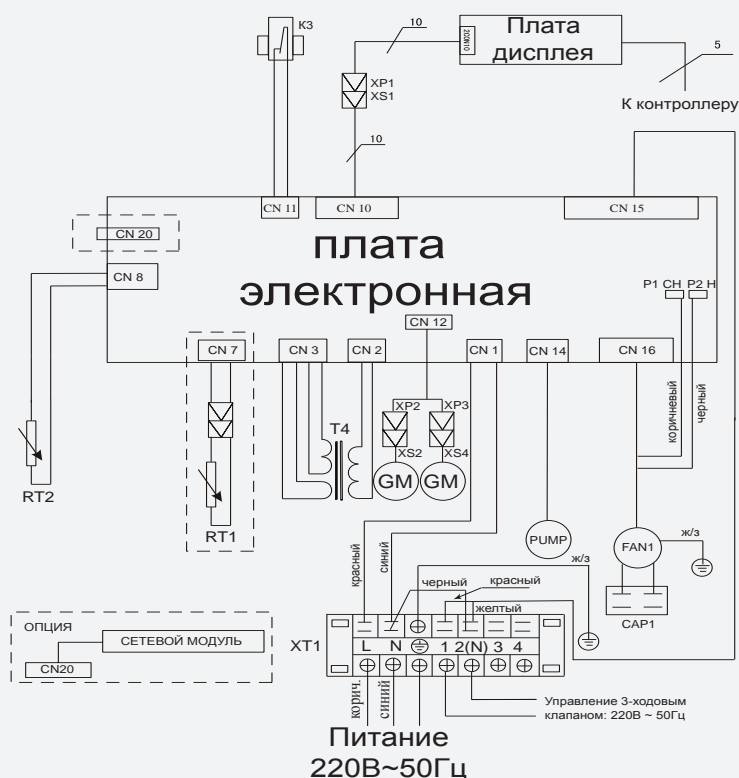 К3
10
2CON10
Плата
дисплея
5
XP1
XS1
К контроллеру
10
CN 11
CN 10
CN 15
CN 20
плата
электронная
CN 8
P1 CH
P2 H
CN 12
CN 7
CN 3
CN 2
CN 1
CN 14
CN 16
коричневый
черный
XP2
XP3
T4
XS2
XS4
GM
GM
RT2
RT1
PUMP
FAN1
ж/з
красный
синий
ж/з
черный
красный
желтый
CAP1
ОПЦИЯ
СЕТЕВОЙ МОДУЛЬ
CN20
XT1
L N 1 2(N) 3 4
корич.
синий
Управление 3-ходовым
клапаном: 220В ~ 50Гц
Питание
220В~50Гц